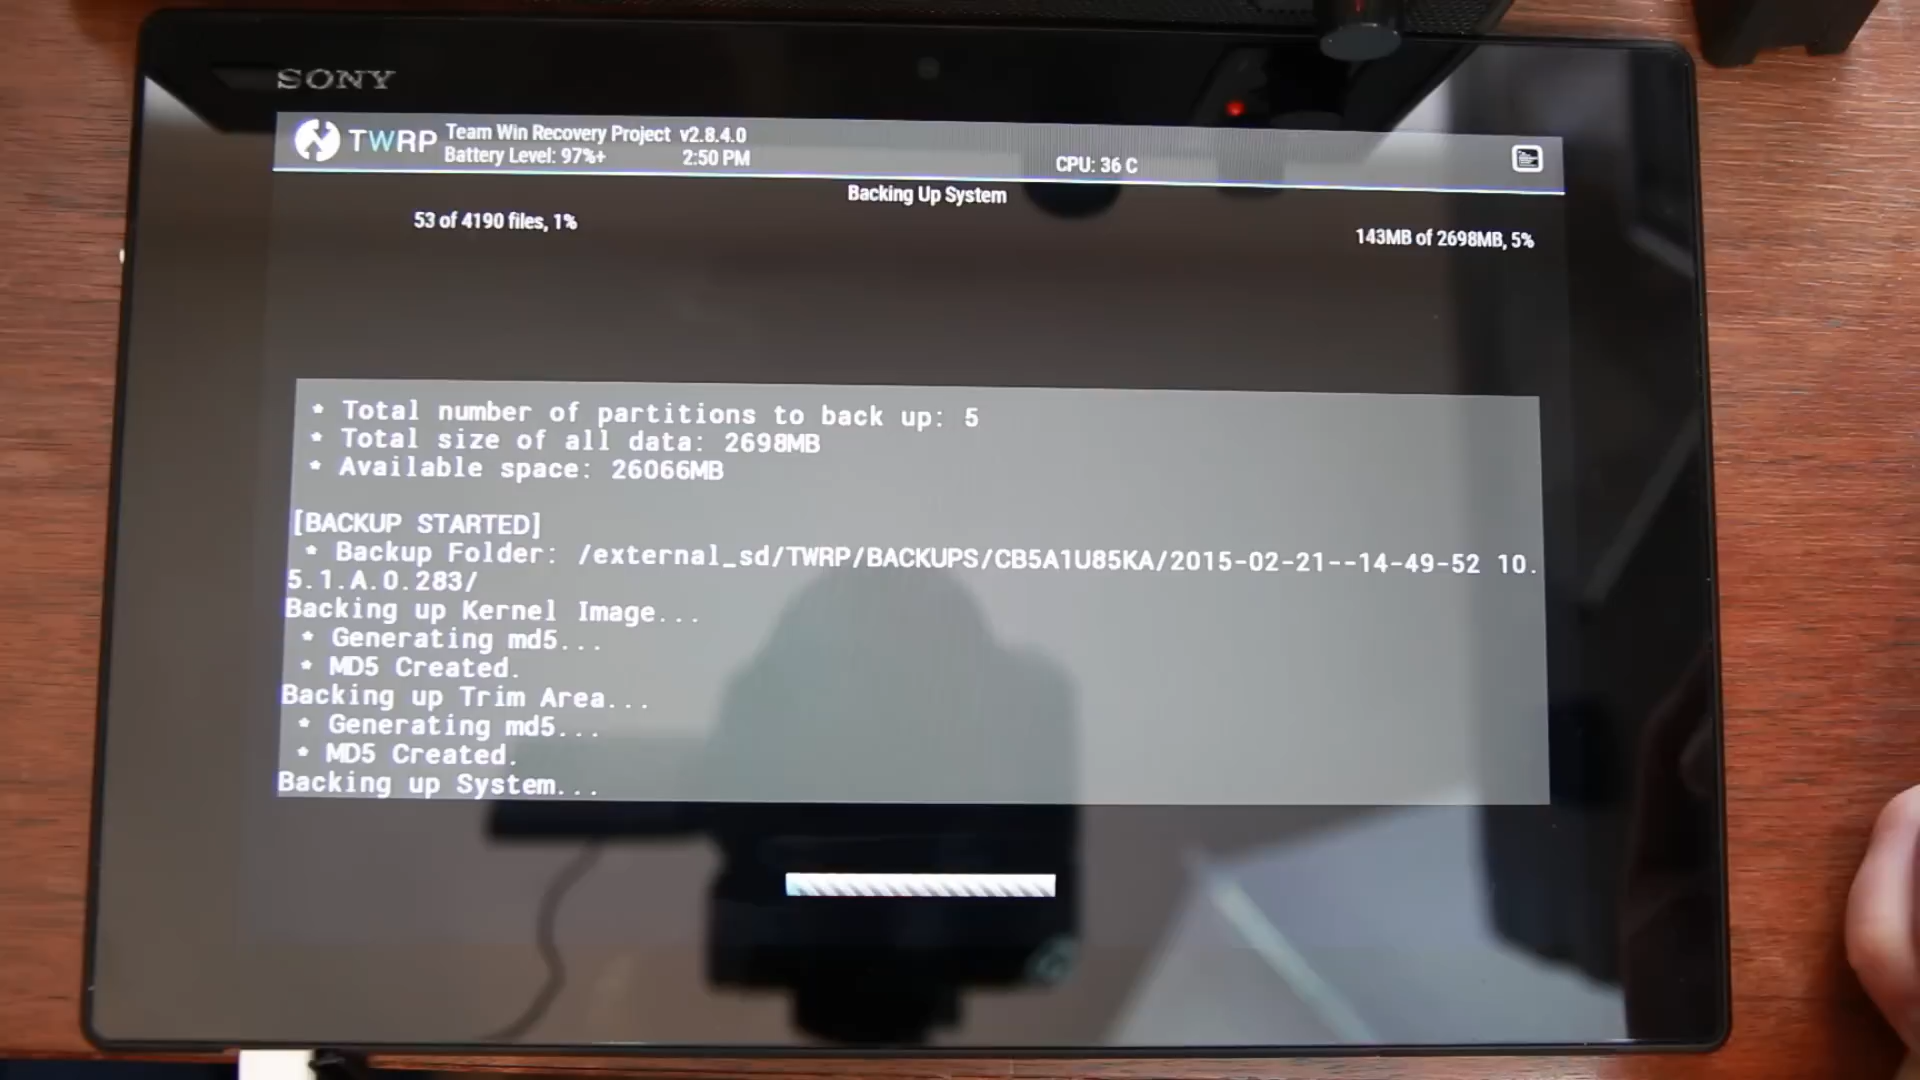 SONY
TWRP
Team Win Recovery Project v2.8.4.0
Battery Level: 97%+ 2:50 PM
CPU: 36 C
Backing Up System
53 of 4190 files, 1%
143MB of 2698MB, 5%
* Total number of partitions to back up: 5
* Total size of all data: 2698MB
* Available space: 26066MB
[BACKUP STARTED]
* Backup Folder: /external_sd/TWRP/BACKUPS/CB5A1U85KA/2015-02-21--14-49-52 10.
5.1.A.0.283/
Backing up Kernel Image...
* Generating md5...
* MD5 Created.
Backing up Trim Area...
* Generating md5...
* MD5 Created.
Backing up System...